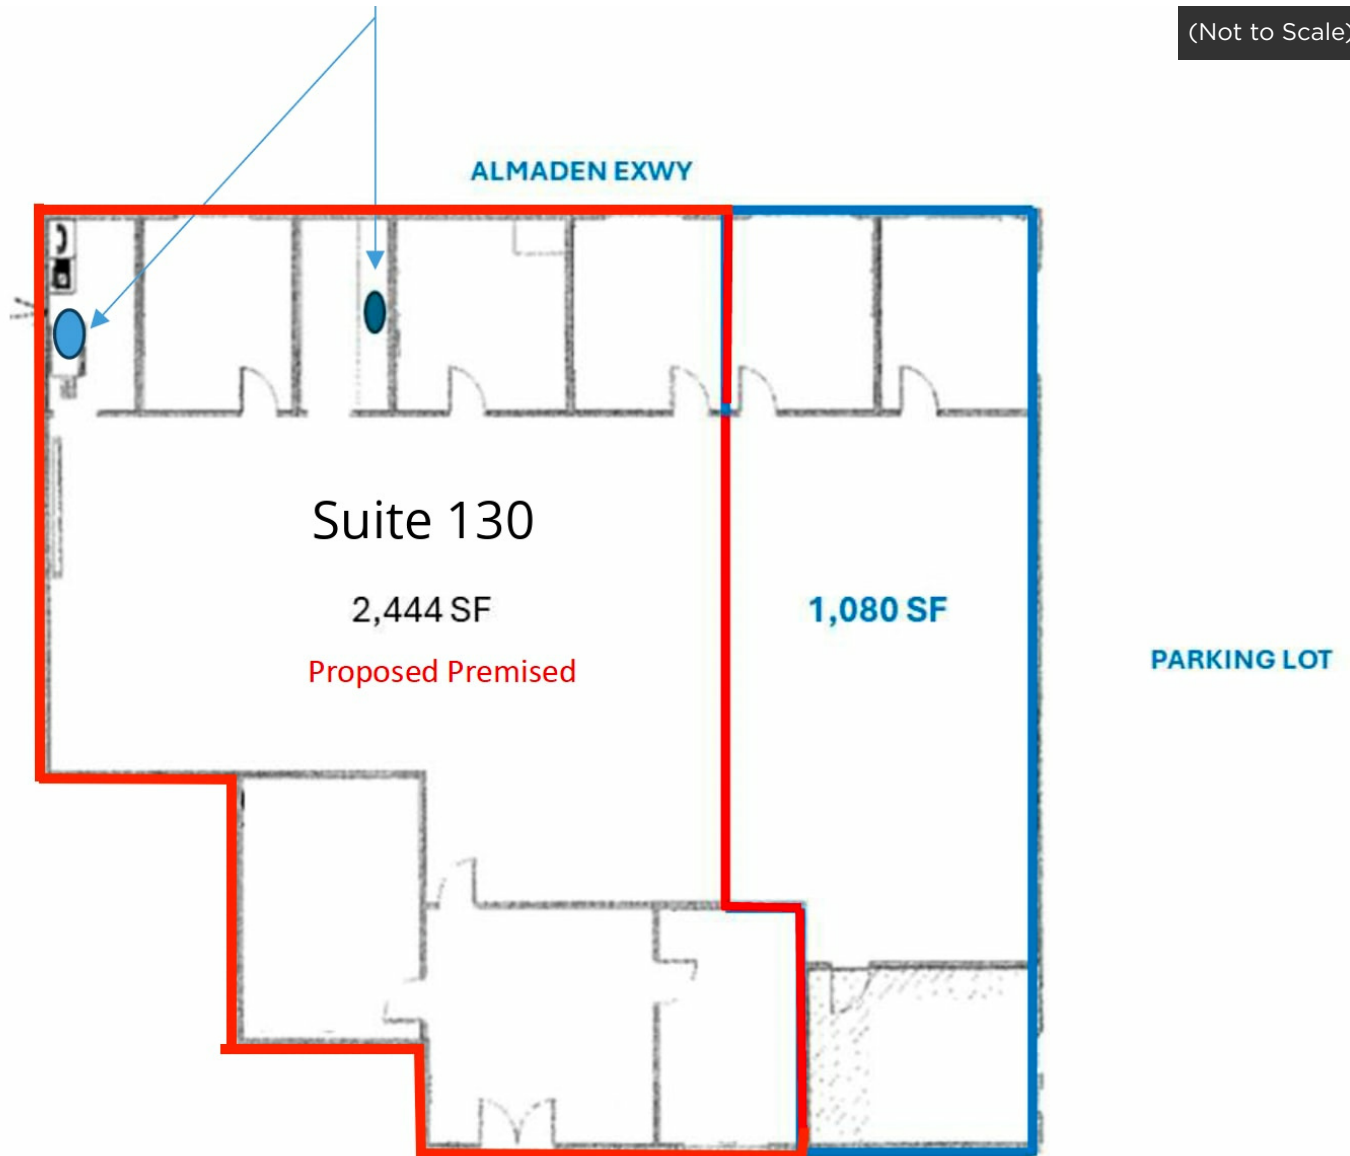 (Not to Scale)
ALMADEN EXWY
Suite 130
2,444 SF
1,080 SF
Proposed Premised
PARKING LOT